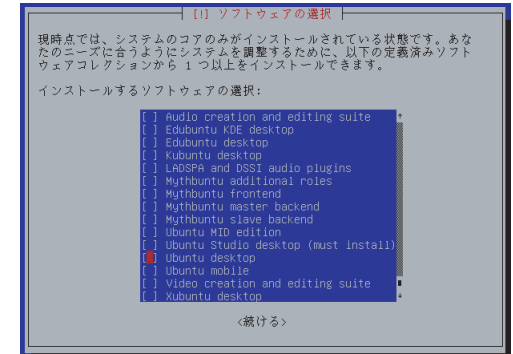 [!] ソフトウェアの選択
現時点では、システムのコアのみがインストールされている状態です。あな
たのニーズに合うようにシステムを調整するために、以下の定義済みソフト
ウェアコレクションから 1 つ以上をインストールできます。
インストールするソフトウェアの選択:
[ ] Audio creation and editing suite
[ ] Edubuntu KDE desktop
[ ] Edubuntu desktop
[ ] Kubuntu desktop
[ ] LADSPA and DSSI audio plugins
[ ] Mythbuntu additional roles
[ ] Mythbuntu frontend
[ ] Mythbuntu master backend
[ ] Mythbuntu slave backend
[ ] Ubuntu MID edition
[ ] Ubuntu Studio desktop (must install)
[ ] Ubuntu desktop
[ ] Ubuntu mobile
[ ] Video creation and editing suite
[ ] Xubuntu desktop
<続ける>